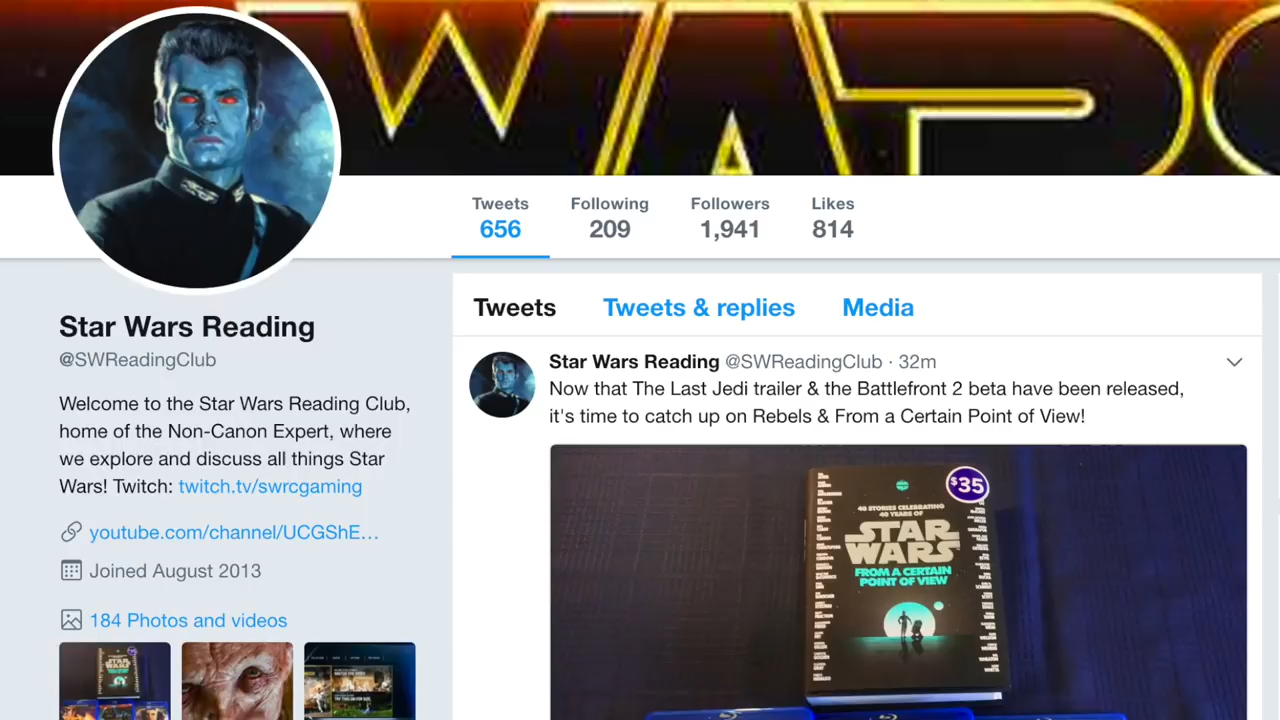 WARS
Tweets Following Followers Likes
656 209 1,941 814
Star Wars Reading
@SWReadingClub
Welcome to the Star Wars Reading Club,
home of the Non-Canon Expert, where
we explore and discuss all things Star
Wars! Twitch: twitch.tv/swrcgaming
youtube.com/channel/UCGShE…
Joined August 2013
184 Photos and videos
Tweets Tweets & replies Media
Star Wars Reading @SWReadingClub · 32m
Now that The Last Jedi trailer & the Battlefront 2 beta have been released,
it's time to catch up on Rebels & From a Certain Point of View!
$35
40 STORIES CELEBRATING
40 YEARS OF
STAR
WARS
FROM A CERTAIN
POINT OF VIEW